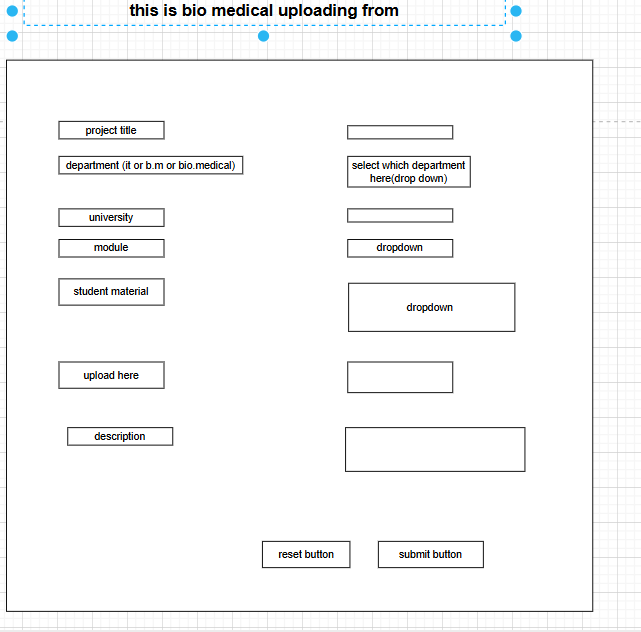 this is bio medical uploading from
project title
department (it or b.m or bio.medical)
select which department
here(drop down)
university
module
dropdown
student material
dropdown
upload here
description
reset button
submit button